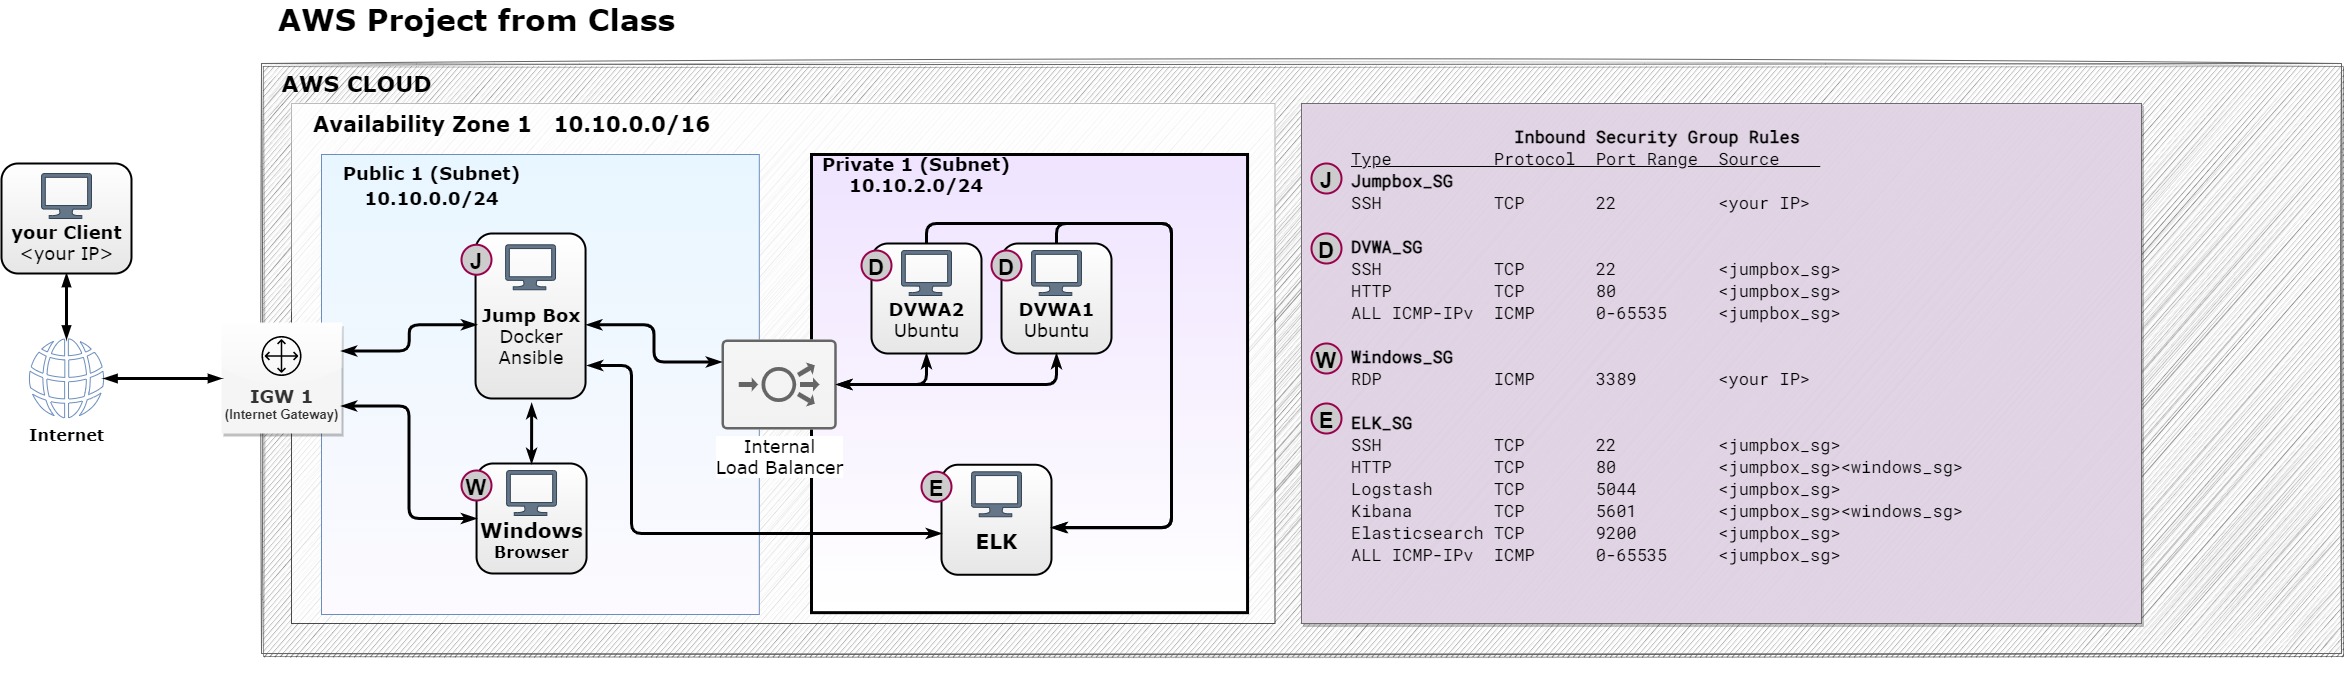 AWS Project from Class
AWS CLOUD
Availability Zone 1   10.10.0.0/16
your Client
<your IP>
Internet
IGW 1
(Internet Gateway)
Public 1 (Subnet)
10.10.0.0/24
J
Jump Box
Docker
Ansible
W
Windows
Browser
Internal
Load Balancer
Private 1 (Subnet)
10.10.2.0/24
D
DVWA2
Ubuntu
D
DVWA1
Ubuntu
E
ELK
Inbound Security Group Rules
Type Protocol Port Range Source
J
Jumpbox_SG
SSH TCP 22 <your IP>
D
DVWA_SG
SSH TCP 22 <jumpbox_sg>
HTTP TCP 80 <jumpbox_sg>
ALL ICMP-IPv ICMP 0-65535 <jumpbox_sg>
W
Windows_SG
RDP ICMP 3389 <your IP>
E
ELK_SG
SSH TCP 22 <jumpbox_sg>
HTTP TCP 80 <jumpbox_sg><windows_sg>
Logstash TCP 5044 <jumpbox_sg>
Kibana TCP 5601 <jumpbox_sg><windows_sg>
Elasticsearch TCP 9200 <jumpbox_sg>
ALL ICMP-IPv ICMP 0-65535 <jumpbox_sg>